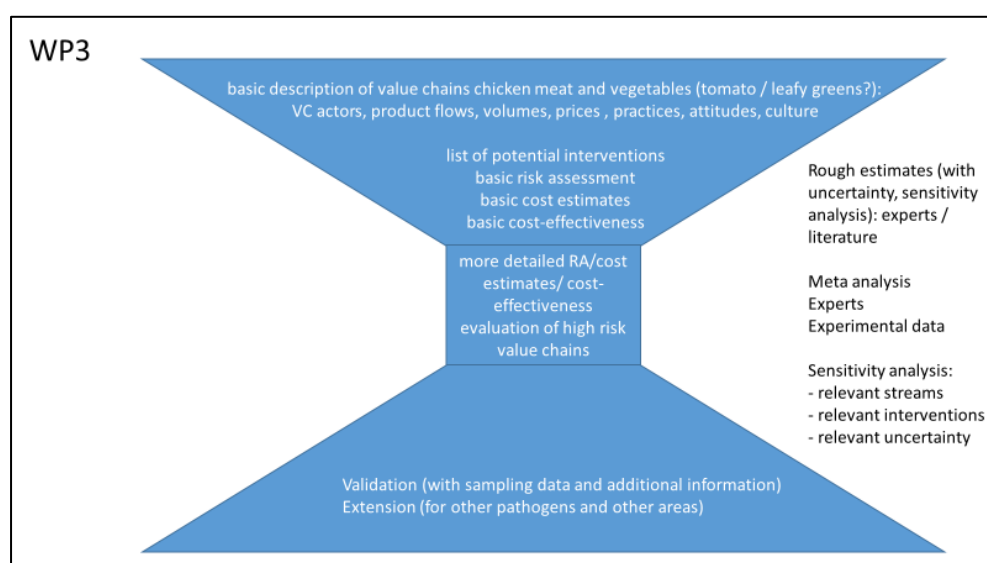 WP3
basic description of value chains chicken meat and vegetables (tomato / leafy greens?):
VC actors, product flows, volumes, prices , practices, attitudes, culture
list of potential interventions
basic risk assessment
basic cost estimates
basic cost-effectiveness
more detailed RA/cost
estimates/ cost-
effectiveness
evaluation of high risk
value chains
Validation (with sampling data and additional information)
Extension (for other pathogens and other areas)
Rough estimates (with
uncertainty, sensitivity
analysis): experts /
literature
Meta analysis
Experts
Experimental data
Sensitivity analysis:
- relevant streams
- relevant interventions
- relevant uncertainty